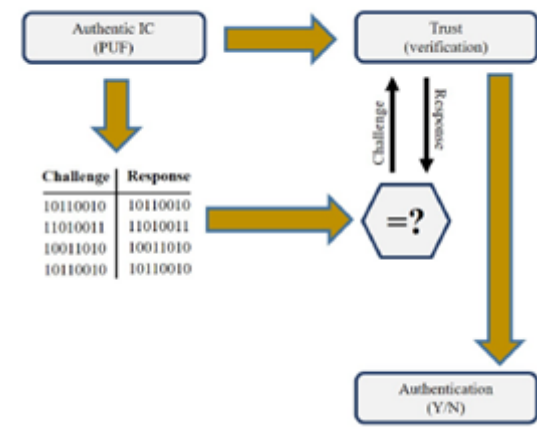 Authentic IC
(PUF)
Trust
(verification)
Challenge
Response
Challenge Response
10110010 10110010
11010011 11010011
10011010 10011010
10110010 10110010
=?
Authentication
(Y/N)